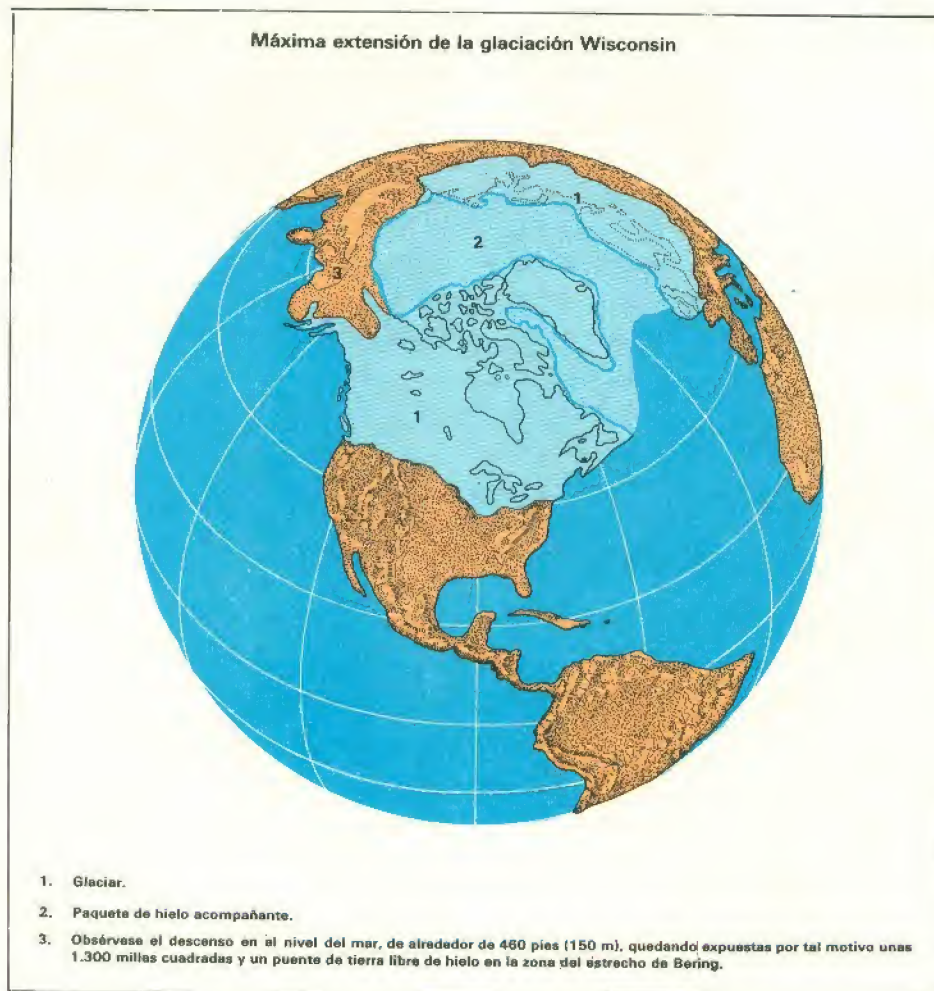 Máxima extensión de la glaciación Wisconsin
1
2
3
1
1. Glaciar.
2. Paquete de hielo acompañante.
3. Obsérvese el descenso en el nivel del mar, de alrededor de 460 pies (150 m), quedando expuestas por tal motivo unas
1.300 millas cuadradas y un puente de tierra libre de hielo en la zona del estrecho de Bering.